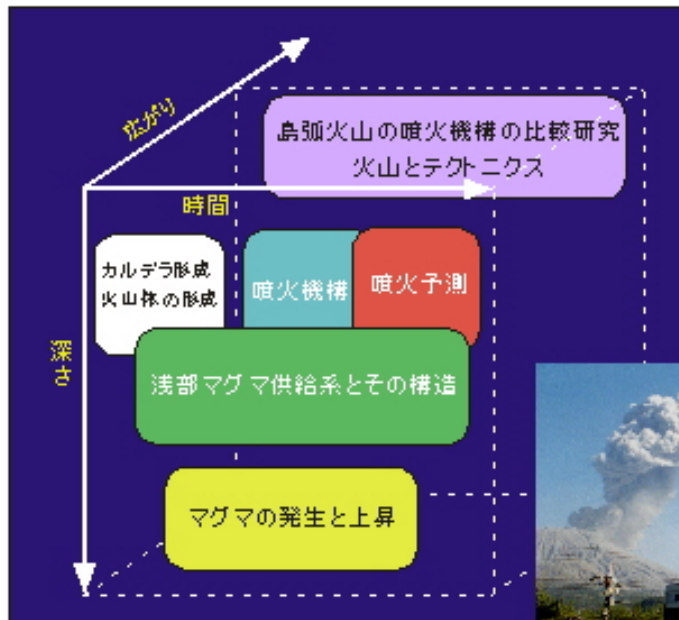 広がり
島弧火山の噴火機構の比較研究
火山とテクトニクス
時間
カルデラ形成
火山体の形成
噴火機構
噴火予測
深さ
浅部マグマ供給系とその構造
マグマの発生と上昇